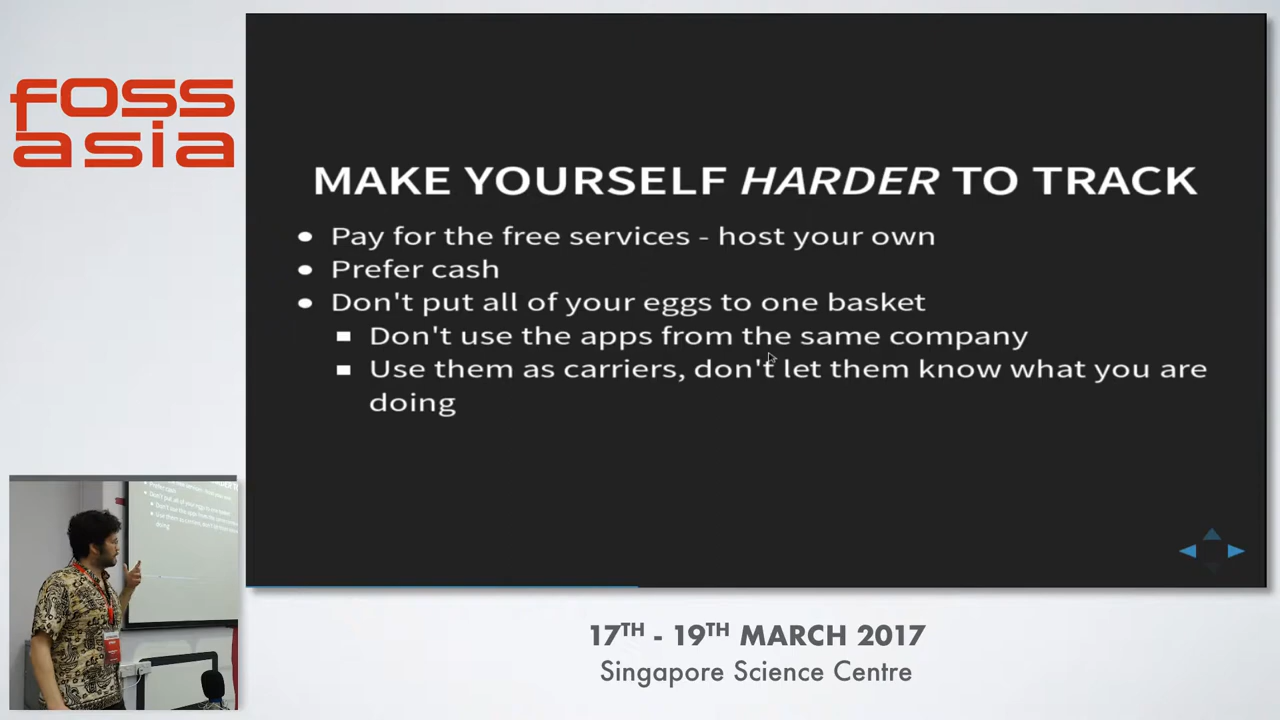 foss
asia
MAKE YOURSELF HARDER TO TRACK
Pay for the free services - host your own
Prefer cash
Don't put all of your eggs to one basket
Don't use the apps from the same company
Use them as carriers, don't let them know what you are
doing
17TH - 19TH MARCH 2017
Singapore Science Centre